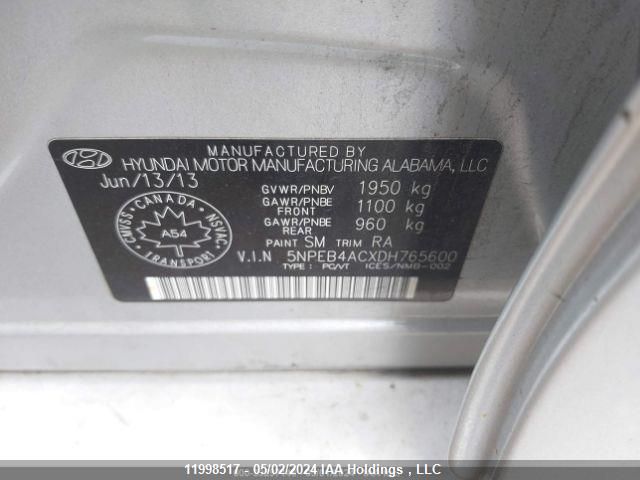 MANUFACTURED BY
HYUNDAI MOTOR MANUFACTURING ALABAMA, LLC
Jun/13/13
GVWR/PNBV 1950 kg
GAWR/PNBE FRONT 1100 kg
GAWR/PNBE REAR 960 kg
PAINT SM TRIM RA
V.I.N 5NPEB4ACXDH765600
TYPE : PC/VT ICES/NMB-002
CANADA
CMVSS NSVAC
A54
TRANSPORT
11998517 - 05/02/2024 IAA Holdings , LLC